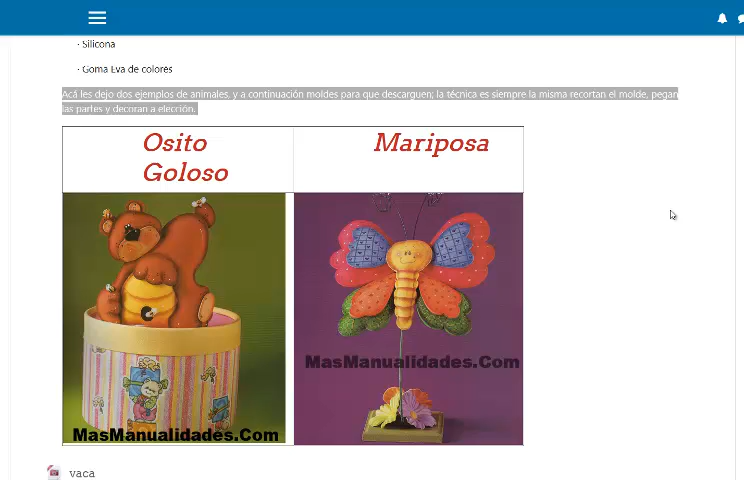 · Silicona
· Goma Eva de colores
Acá les dejo dos ejemplos de animales, y a continuación moldes para que descarguen; la técnica es siempre la misma recortan el molde, pegan
las partes y decoran a elección.
Osito
Goloso
Mariposa
MasManualidades.Com
MasManualidades.Com
vaca